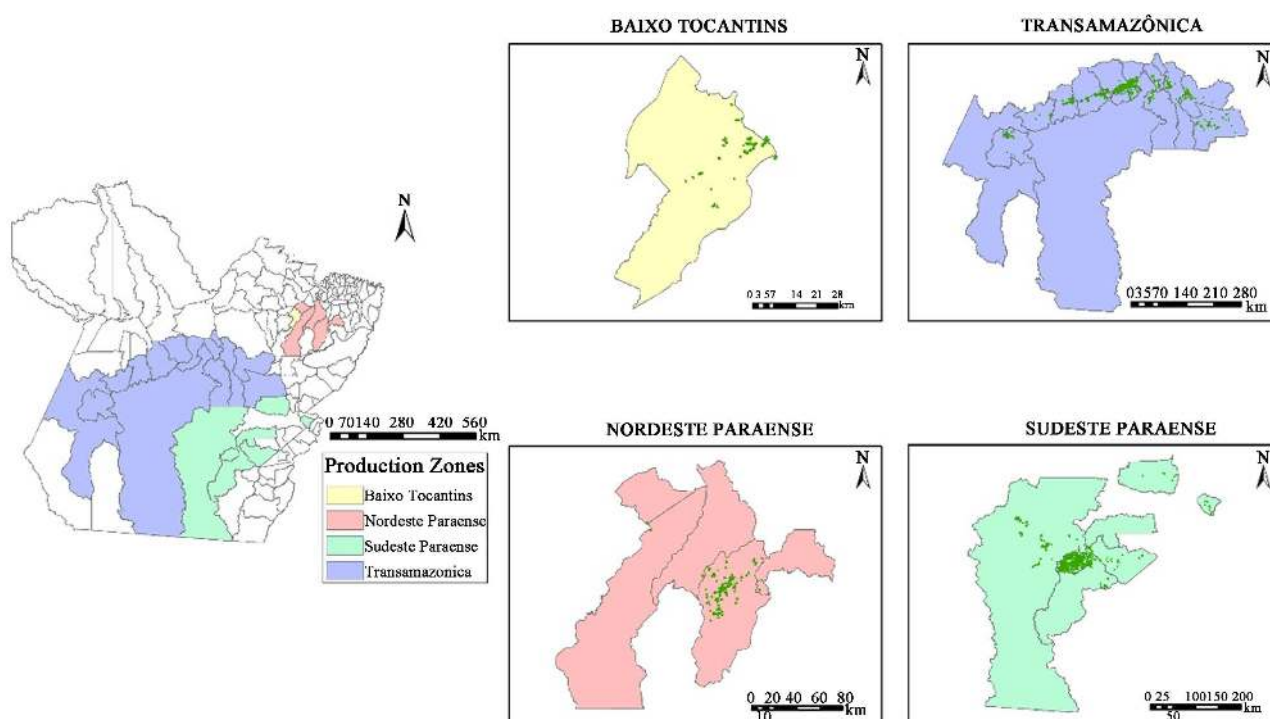 N
0 70140 280 420 560
km
Production Zones
Baixo Tocantins
Nordeste Paraense
Sudeste Paraense
Transamazonica
BAIXO TOCANTINS
N
0 3 57 14 21 28
km
TRANSAMAZÔNICA
N
03570 140 210 280
km
NORDESTE PARAENSE
N
0 20 40 60 80
km
10
SUDESTE PARAENSE
N
0 25 100150 200
km
50